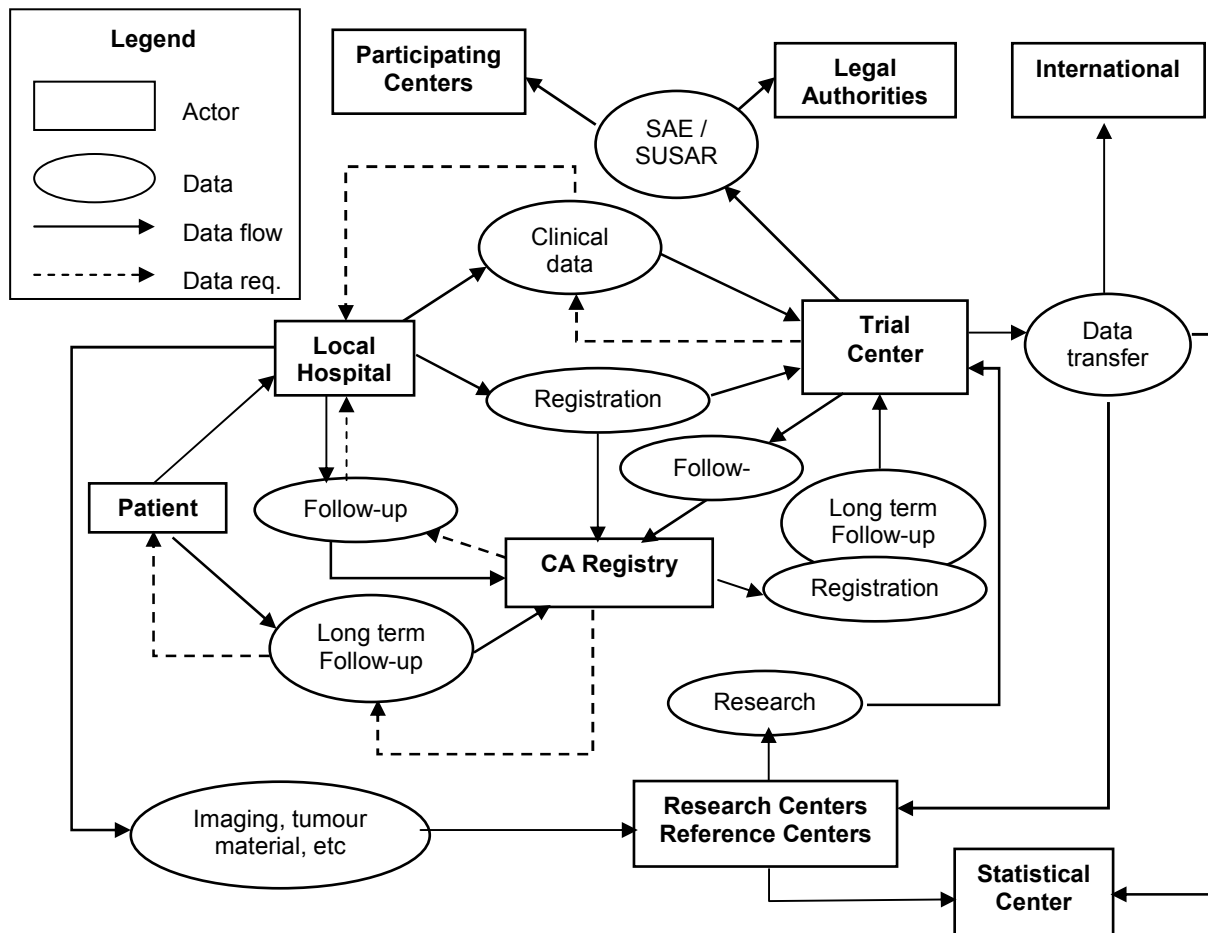 Legend
Actor
Data
Data flow
Data req.
Participating
Centers
Legal
Authorities
International
SAE /
SUSAR
Clinical
data
Local
Hospital
Trial
Center
Data
transfer
Registration
Follow-
Patient
Follow-up
Long term
Follow-up
CA Registry
Registration
Long term
Follow-up
Research
Imaging, tumour
material, etc
Research Centers
Reference Centers
Statistical
Center